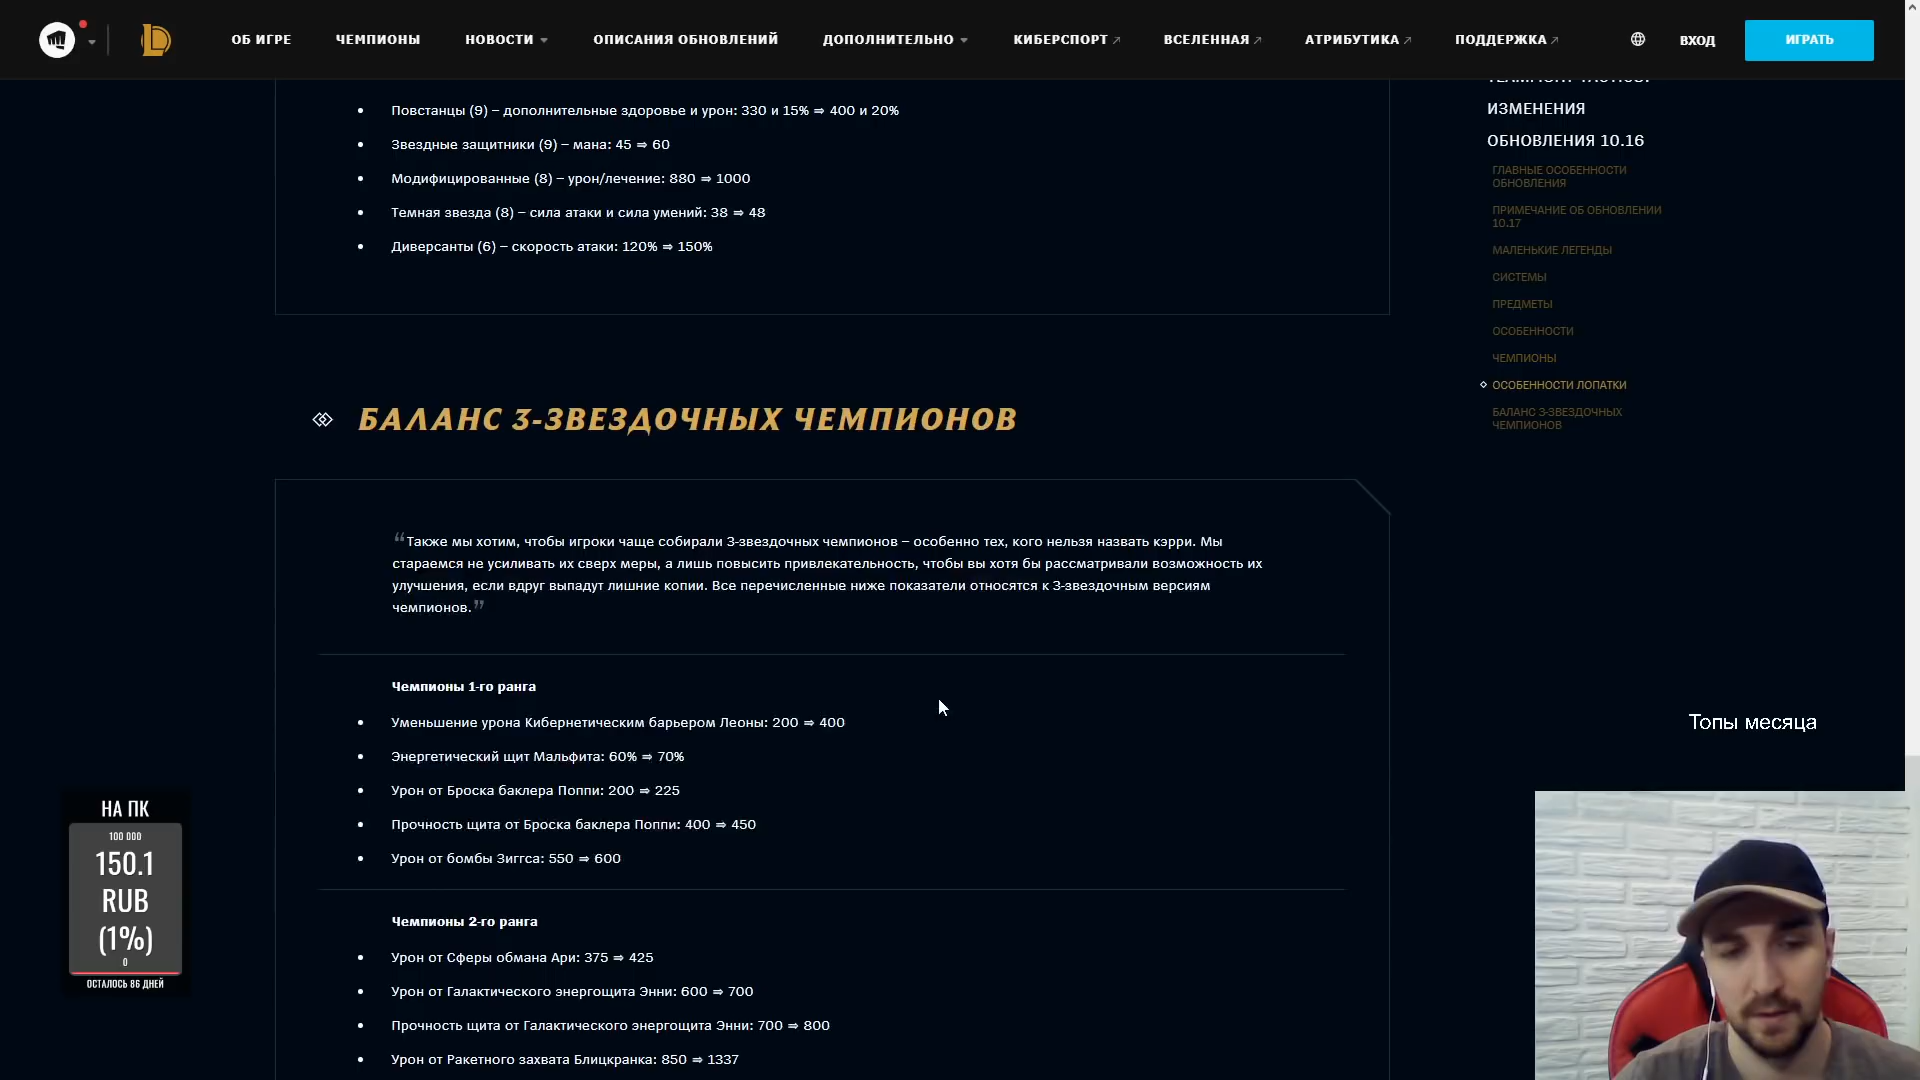 ОБ ИГРЕ ЧЕМПИОНЫ НОВОСТИ ОПИСАНИЯ ОБНОВЛЕНИЙ ДОПОЛНИТЕЛЬНО КИБЕРСПОРТ ВСЕЛЕННАЯ АТРИБУТИКА ПОДДЕРЖКА ВХОД ИГРАТЬ
Повстанцы (9) – дополнительные здоровье и урон: 330 и 15% ⇒ 400 и 20%
Звездные защитники (9) – мана: 45 ⇒ 60
Модифицированные (8) – урон/лечение: 880 ⇒ 1000
Темная звезда (8) – сила атаки и сила умений: 38 ⇒ 48
Диверсанты (6) – скорость атаки: 120% ⇒ 150%
БАЛАНС 3-ЗВЕЗДОЧНЫХ ЧЕМПИОНОВ
“Также мы хотим, чтобы игроки чаще собирали 3-звездочных чемпионов – особенно тех, кого нельзя назвать кэрри. Мы
стараемся не усиливать их сверх меры, а лишь повысить привлекательность, чтобы вы хотя бы рассматривали возможность их
улучшения, если вдруг выпадут лишние копии. Все перечисленные ниже показатели относятся к 3-звездочным версиям
чемпионов.”
Чемпионы 1-го ранга
Уменьшение урона Кибернетическим барьером Леоны: 200 ⇒ 400
Энергетический щит Мальфита: 60% ⇒ 70%
Урон от Броска баклера Поппи: 200 ⇒ 225
Прочность щита от Броска баклера Поппи: 400 ⇒ 450
Урон от бомбы Зиггса: 550 ⇒ 600
Чемпионы 2-го ранга
Урон от Сферы обмана Ари: 375 ⇒ 425
Урон от Галактического энергощита Энни: 600 ⇒ 700
Прочность щита от Галактического энергощита Энни: 700 ⇒ 800
Урон от Ракетного захвата Блицкранка: 850 ⇒ 1337
ИЗМЕНЕНИЯ
ОБНОВЛЕНИЯ 10.16
ГЛАВНЫЕ ОСОБЕННОСТИ
ОБНОВЛЕНИЯ
ПРИМЕЧАНИЕ ОБ ОБНОВЛЕНИИ
10.17
МАЛЕНЬКИЕ ЛЕГЕНДЫ
СИСТЕМЫ
ПРЕДМЕТЫ
ОСОБЕННОСТИ
ЧЕМПИОНЫ
ОСОБЕННОСТИ ЛОПАТКИ
БАЛАНС 3-ЗВЕЗДОЧНЫХ
ЧЕМПИОНОВ
Топы месяца
НА ПК
100 000
150.1
RUB
(1%)
0
ОСТАЛОСЬ 86 ДНЕЙ